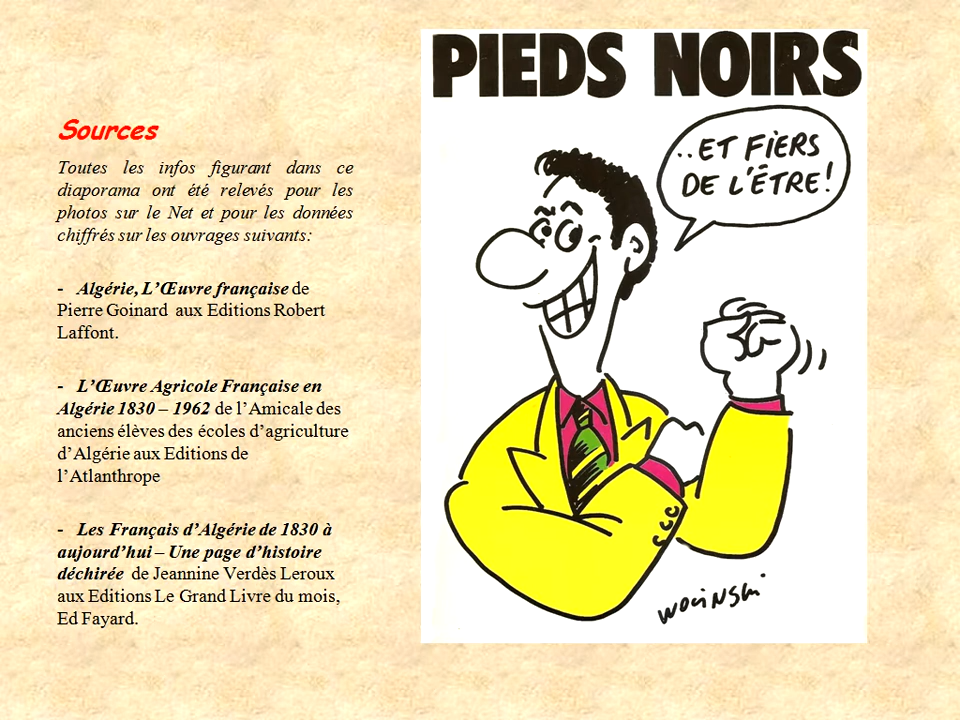 Sources
Toutes les infos figurant dans ce
diaporama ont été relevés pour les
photos sur le Net et pour les données
chiffrés sur les ouvrages suivants:
- Algérie, L’Œuvre française de
Pierre Goinard aux Editions Robert
Laffont.
- L’Œuvre Agricole Française en
Algérie 1830 – 1962 de l’Amicale des
anciens élèves des écoles d’agriculture
d’Algérie aux Editions de
l’Atlanthrope
- Les Français d’Algérie de 1830 à
aujourd’hui – Une page d’histoire
déchirée de Jeannine Verdès Leroux
aux Editions Le Grand Livre du mois,
Ed Fayard.
PIEDS NOIRS
..ET FIERS
DE L'ÊTRE!
WOLINSKI